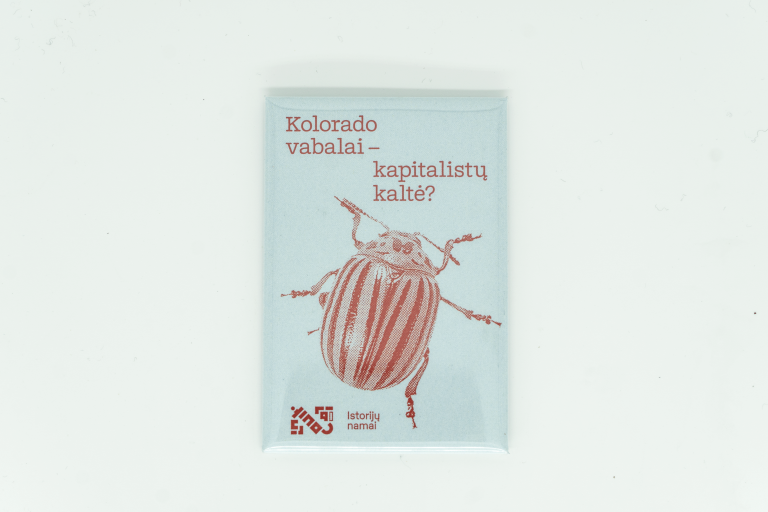 Kolorado
vabalai –
kapitalistų
kaltė?
Istorijų
namai